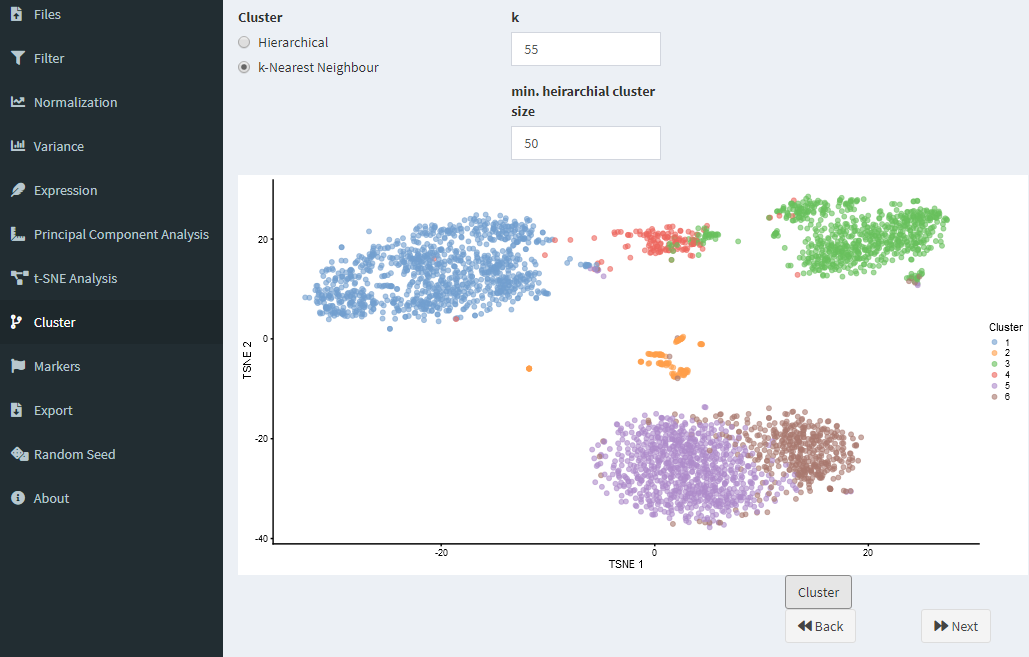 Files
Filter
Normalization
Variance
Expression
Principal Component Analysis
t-SNE Analysis
Cluster
Markers
Export
Random Seed
About
Cluster
Hierarchical
k-Nearest Neighbour
k
55
min. heirarchial cluster
size
50
TSNE 2
20
0
-20
-40
-20
0
20
TSNE 1
Cluster
1
2
3
4
5
6
Cluster
Back
Next